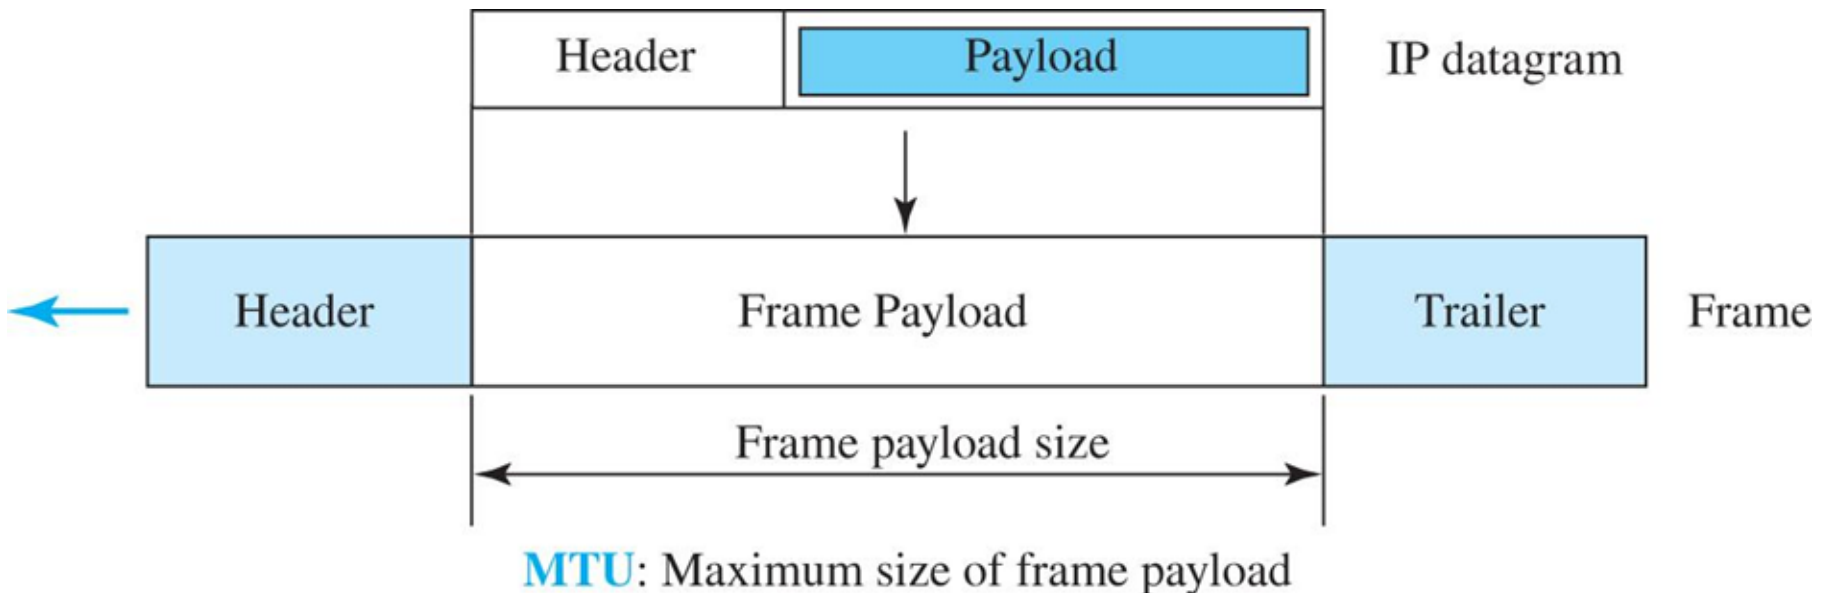 Header Payload IP datagram
Header Frame Payload Trailer Frame
Frame payload size
MTU: Maximum size of frame payload